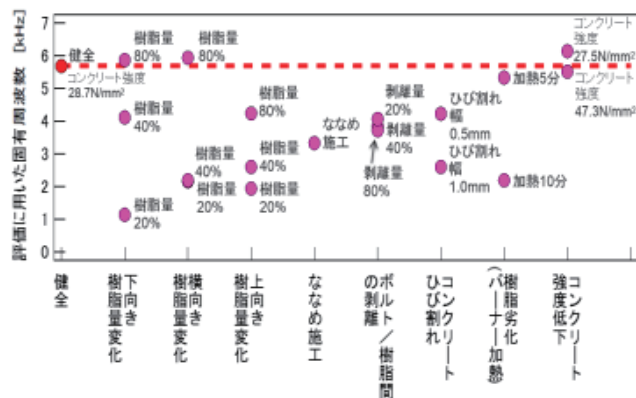 評価に用いた固有周波数 [kHz]
7
6
5
4
3
2
1
0
健全
コンクリート強度
28.7N/mm²
樹脂量
80%
樹脂量
40%
樹脂量
20%
樹脂量
80%
樹脂量
40%
樹脂量
20%
樹脂量
80%
樹脂量
40%
樹脂量
20%
ななめ
施工
剥離量
20%
剥離量
40%
剥離量
80%
ひび割れ
幅
0.5mm
ひび割れ
幅
1.0mm
加熱5分
加熱10分
コンクリート
強度
27.5N/mm²
コンクリート
強度
47.3N/mm²
健全
下向き
樹脂量変化
横向き
樹脂量変化
上向き
樹脂量変化
ななめ施工
ボルト／樹脂間
の剥離
コンクリート
ひび割れ
樹脂劣化
(バーナー加熱)
コンクリート
強度低下